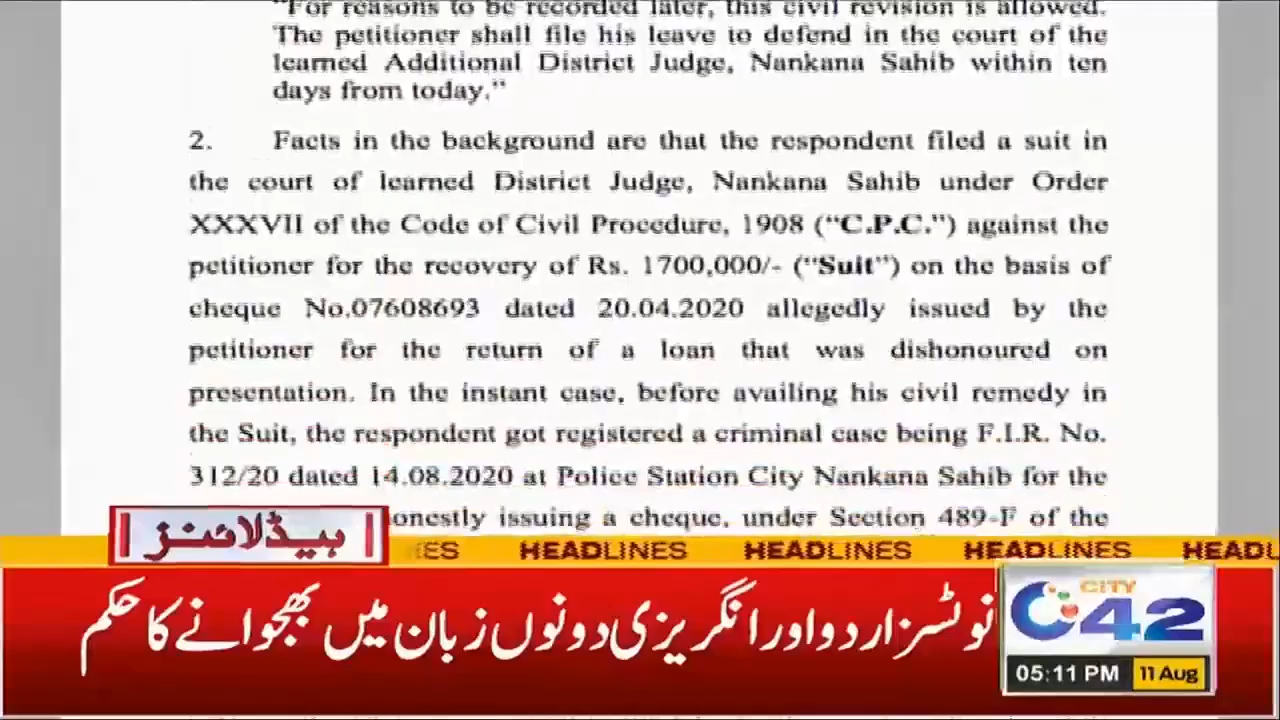 "For reasons to be recorded later, this civil revision is allowed.
The petitioner shall file his leave to defend in the court of the
learned Additional District Judge, Nankana Sahib within ten
days from today."
2. Facts in the background are that the respondent filed a suit in
the court of learned District Judge, Nankana Sahib under Order
XXXVII of the Code of Civil Procedure, 1908 ("C.P.C.") against the
petitioner for the recovery of Rs. 1700,000/- ("Suit") on the basis of
cheque No.07608693 dated 20.04.2020 allegedly issued by the
petitioner for the return of a loan that was dishonoured on
presentation. In the instant case, before availing his civil remedy in
the Suit, the respondent got registered a criminal case being F.I.R. No.
312/20 dated 14.08.2020 at Police Station City Nankana Sahib for the
onestly issuing a cheque, under Section 489-F of the
ہیڈلائنز
ES HEADLINES HEADLINES HEADLINES HEADL
نوٹسز اردو اور انگریزی دونوں زبان میں بھجوانے کا حکم
CITY
42
05:11 PM 11 Aug